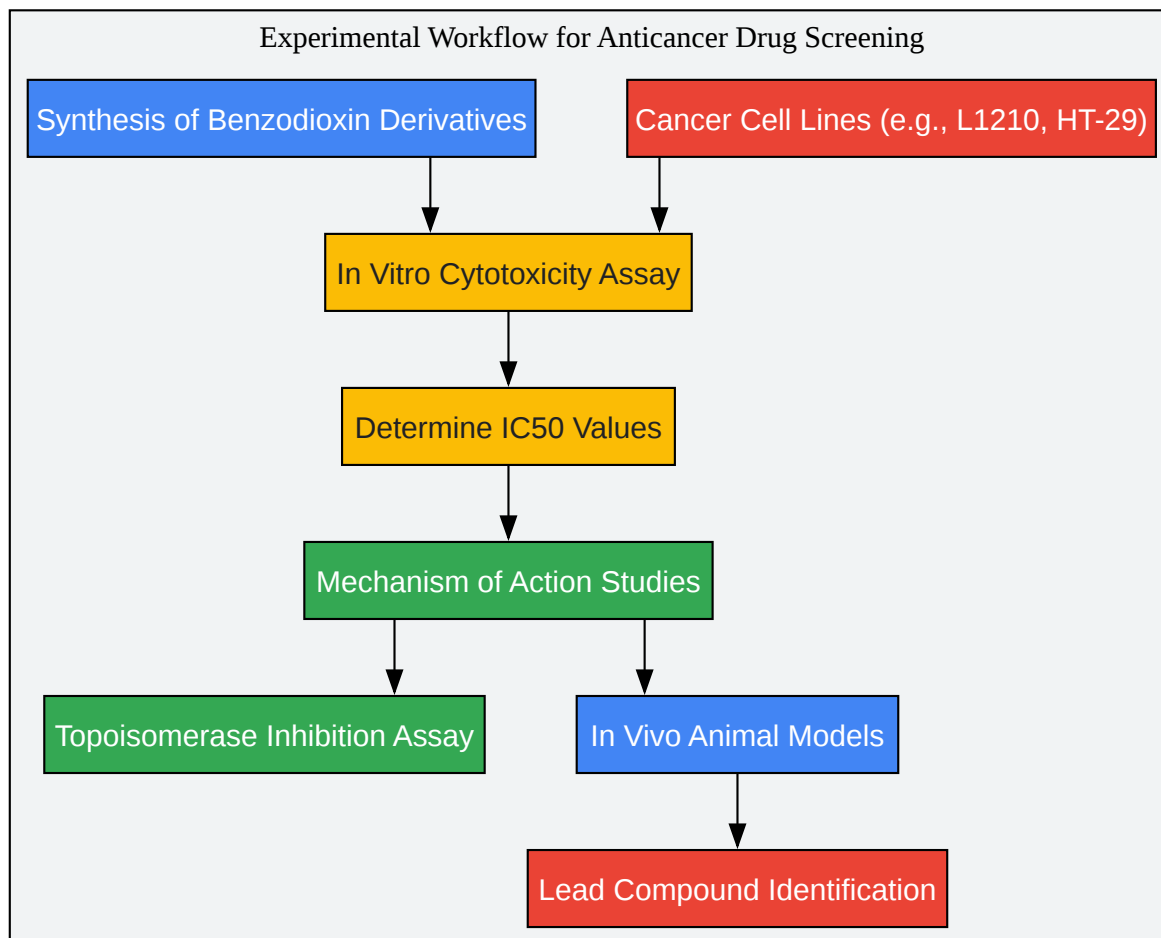 Experimental Workflow for Anticancer Drug Screening
Synthesis of Benzodioxin Derivatives
Cancer Cell Lines (e.g., L1210, HT-29)
In Vitro Cytotoxicity Assay
Determine IC50 Values
Mechanism of Action Studies
Topoisomerase Inhibition Assay
In Vivo Animal Models
Lead Compound Identification